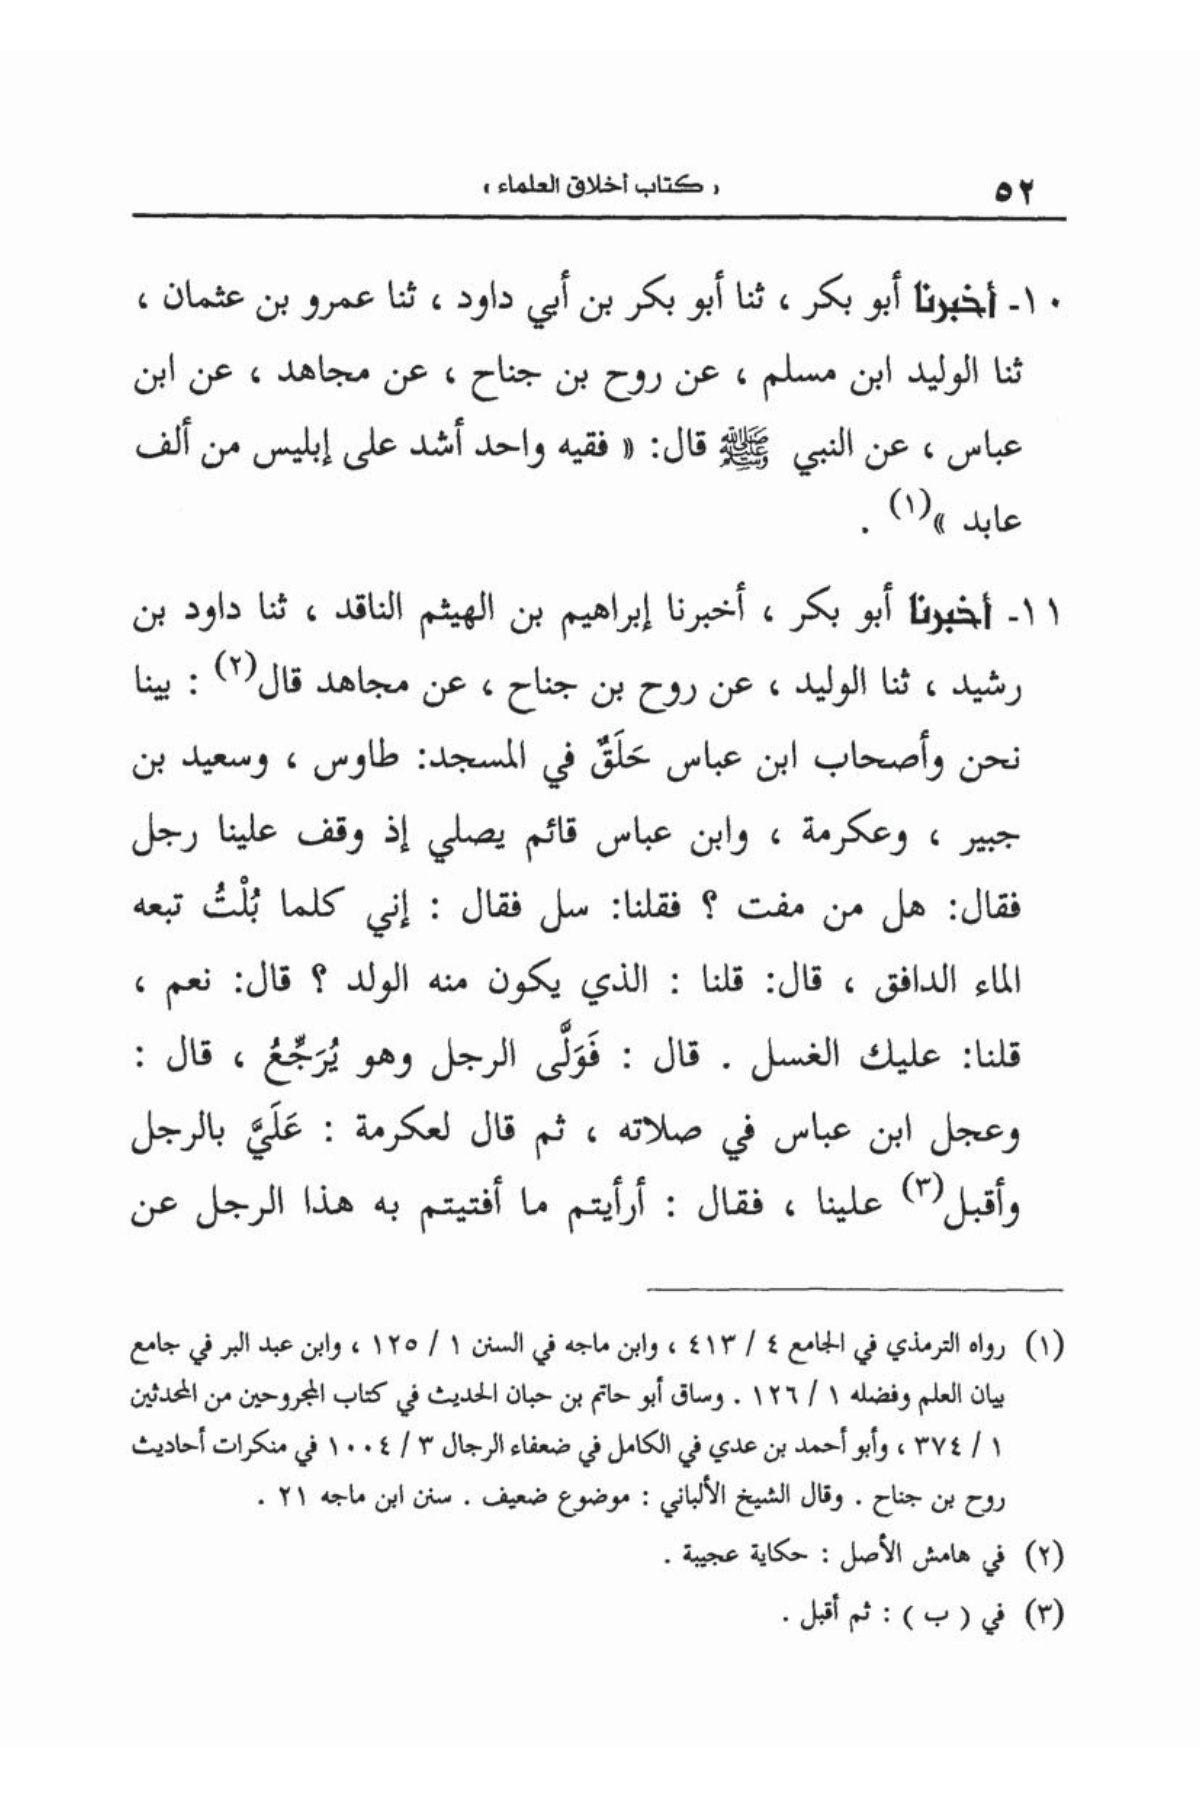 ٥٢
« كتاب أخلاق العلماء »
١٠ـ أخبرنا أبو بكر ، ثنا أبو بكر بن أبي داود ، ثنا عمرو بن عثمان ،
ثنا الوليد ابن مسلم ، عن روح بن جناح ، عن مجاهد ، عن ابن
عباس ، عن النبي ﷺ قال: « فقيه واحد أشد على إبليس من ألف
عابد »(١) .
١١ـ أخبرنا أبو بكر ، أخبرنا إبراهيم بن الهيثم الناقد ، ثنا داود بن
رشيد ، ثنا الوليد ، عن روح بن جناح ، عن مجاهد قال(٢) : بينا
نحن وأصحاب ابن عباس حَلَقٌ في المسجد: طاوس ، وسعيد بن
جبير ، وعكرمة ، وابن عباس قائم يصلي إذ وقف علينا رجل
فقال: هل من مفت ؟ فقلنا: سل فقال : إني كلما بُلْتُ تبعه
الماء الدافق ، قال: قلنا : الذي يكون منه الولد ؟ قال: نعم ،
قلنا: عليك الغسل . قال : فَوَلَّى الرجل وهو يُرَجِّعُ ، قال :
وعجل ابن عباس في صلاته ، ثم قال لعكرمة : عَلَيَّ بالرجل
وأقبل(٣) علينا ، فقال : أرأيتم ما أفتيتم به هذا الرجل عن
(١) رواه الترمذي في الجامع ٤ / ٤١٣ ، وابن ماجه في السنن ١ / ١٢٥ ، وابن عبد البر في جامع
بيان العلم وفضله ١ / ١٢٦ . وساق أبو حاتم بن حبان الحديث في كتاب المجروحين من المحدثين
١ / ٣٧٤ ، وأبو أحمد بن عدي في الكامل في ضعفاء الرجال ٣ / ١٠٠٤ في منكرات أحاديث
روح بن جناح . وقال الشيخ الألباني : موضوع ضعيف . سنن ابن ماجه ٢١ .
(٢) في هامش الأصل : حكاية عجيبة .
(٣) في ( ب ) : ثم أقبل .